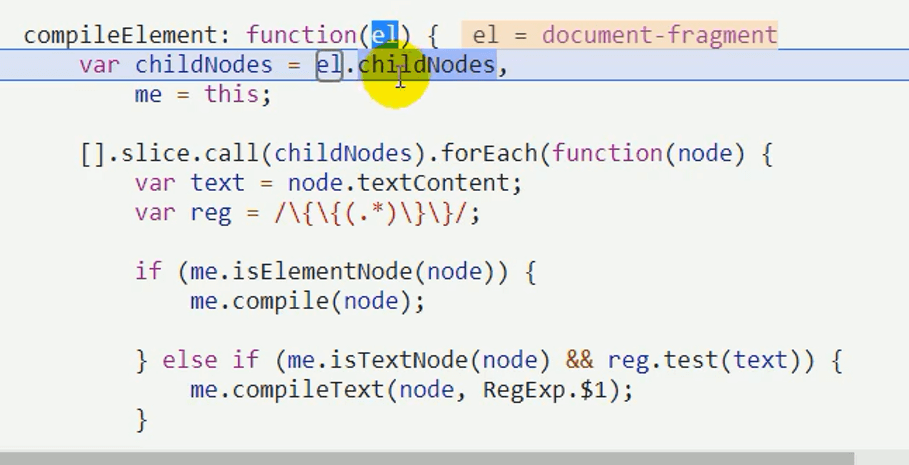 compileElement: function(el) { el = document-fragment
var childNodes = el.childNodes,
me = this;
[].slice.call(childNodes).forEach(function(node) {
var text = node.textContent;
var reg = /\{\{(.*)\}\}/;
if (me.isElementNode(node)) {
me.compile(node);
} else if (me.isTextNode(node) && reg.test(text)) {
me.compileText(node, RegExp.$1);
}